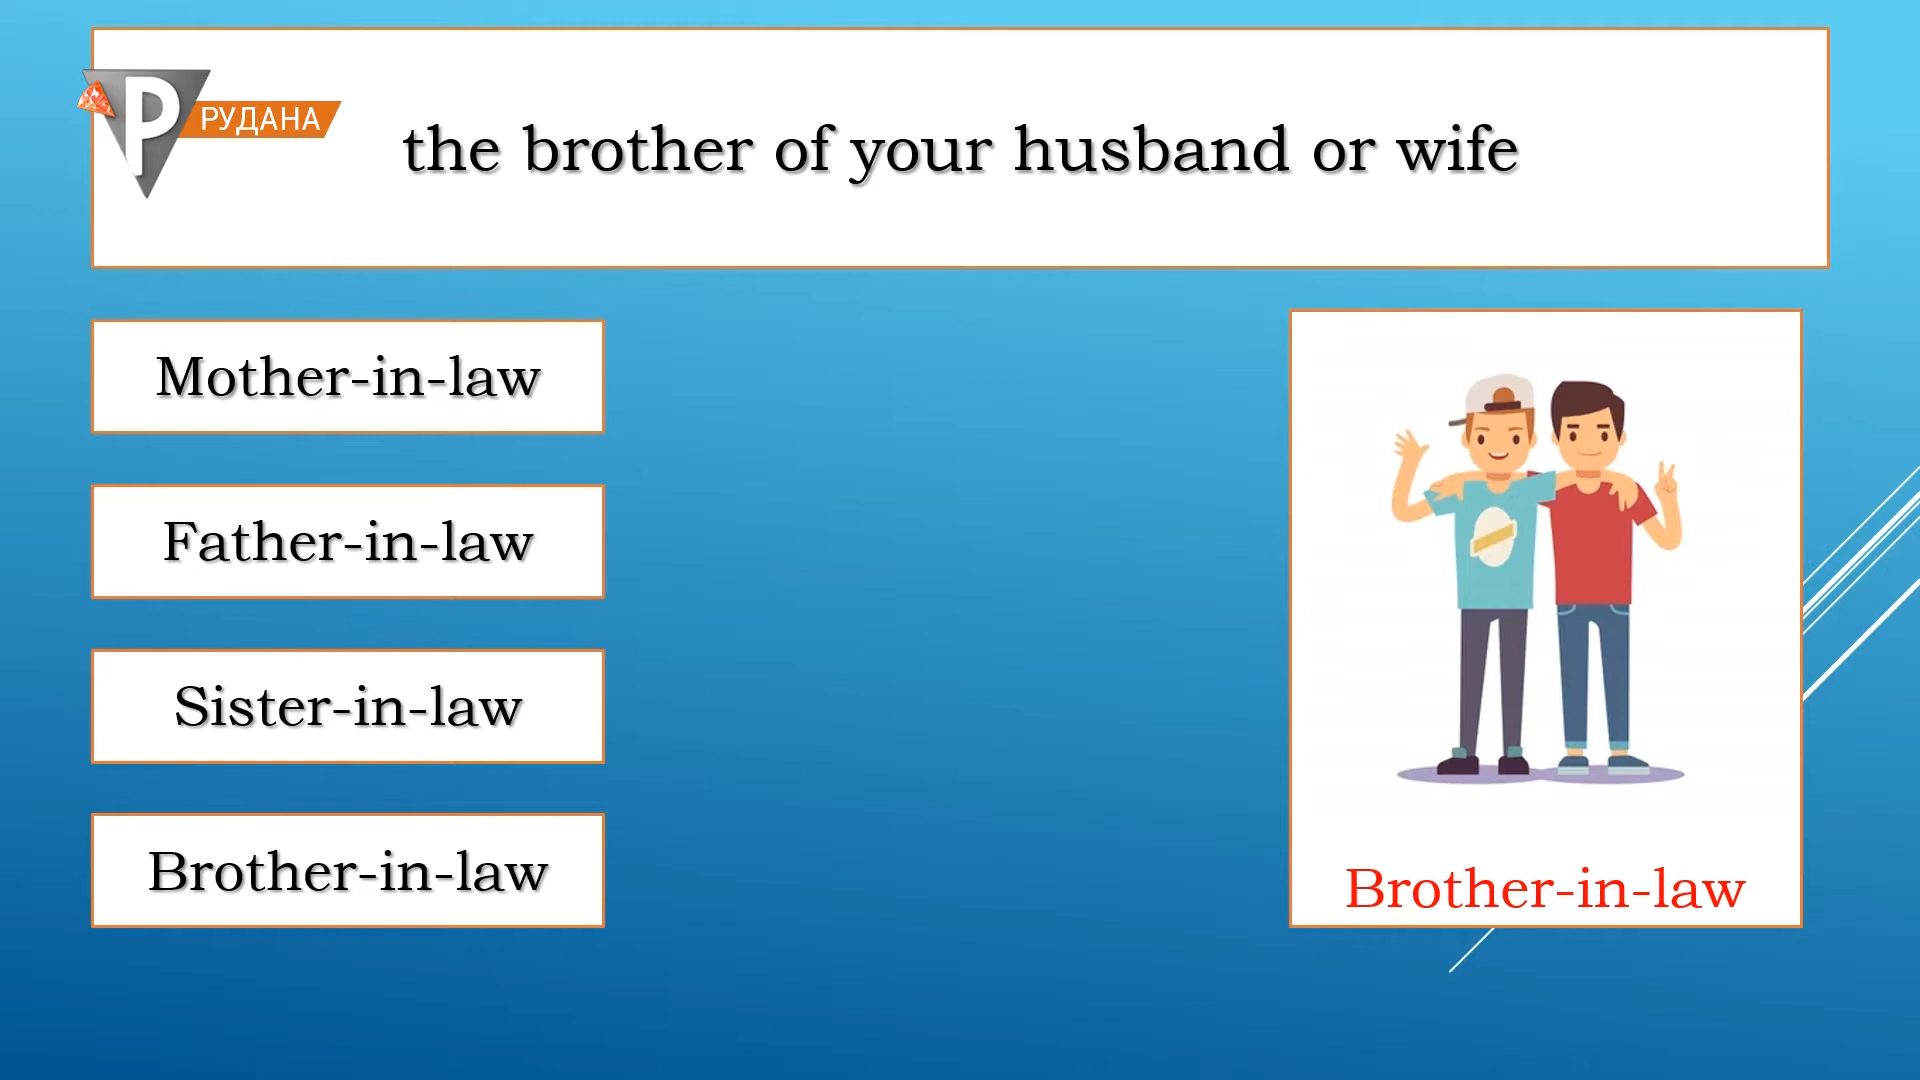 Р
РУДАНА
the brother of your husband or wife
Mother-in-law
Father-in-law
Sister-in-law
Brother-in-law
Brother-in-law